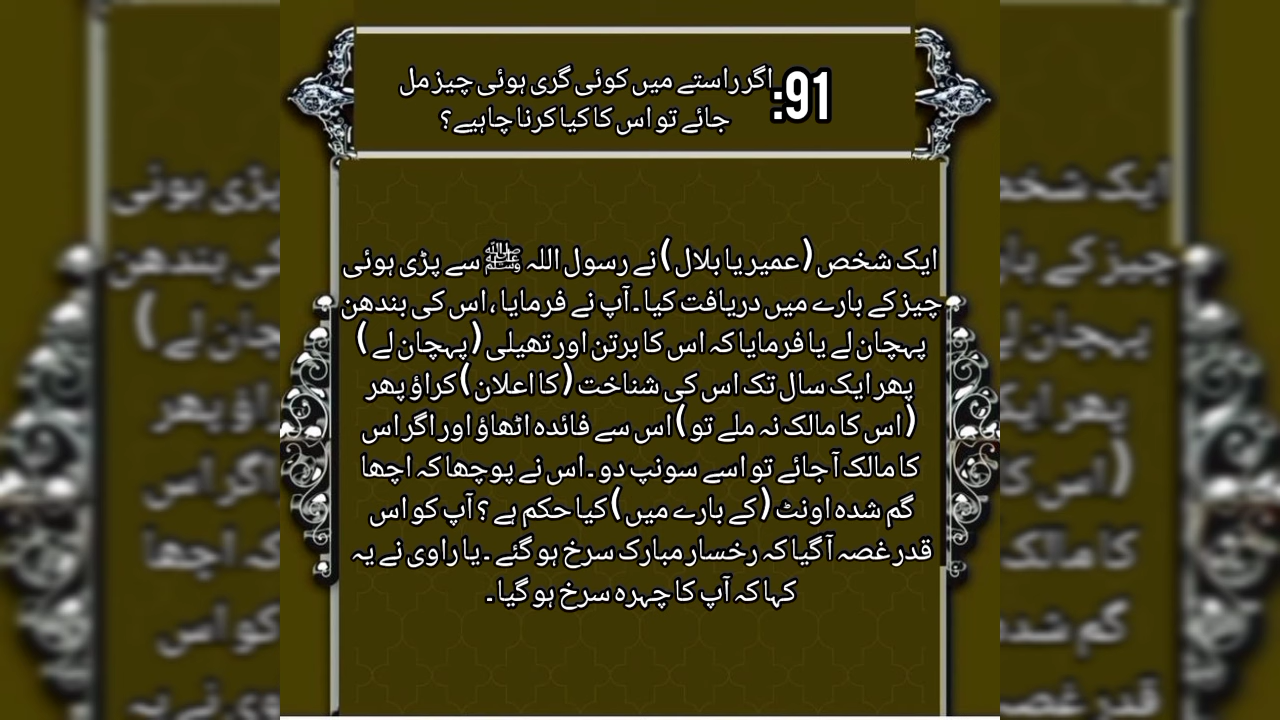 91: اگر راستے میں کوئی گری ہوئی چیز مل
جائے تو اس کا کیا کرنا چاہیے؟
ایک شخص (عمیر یا بلال) نے رسول اللہ ﷺ سے پڑی ہوئی
چیز کے بارے میں دریافت کیا۔ آپ نے فرمایا، اس کی بندھن
پہچان لے یا فرمایا کہ اس کا برتن اور تھیلی (پہچان لے)
پھر ایک سال تک اس کی شناخت (کا اعلان) کراؤ پھر
(اس کا مالک نہ ملے تو) اس سے فائدہ اٹھاؤ اور اگر اس
کا مالک آ جائے تو اسے سونپ دو۔ اس نے پوچھا کہ اچھا
گم شدہ اونٹ (کے بارے میں) کیا حکم ہے؟ آپ کو اس
قدر غصہ آ گیا کہ رخسار مبارک سرخ ہو گئے۔ یا راوی نے یہ
کہا کہ آپ کا چہرہ سرخ ہو گیا۔